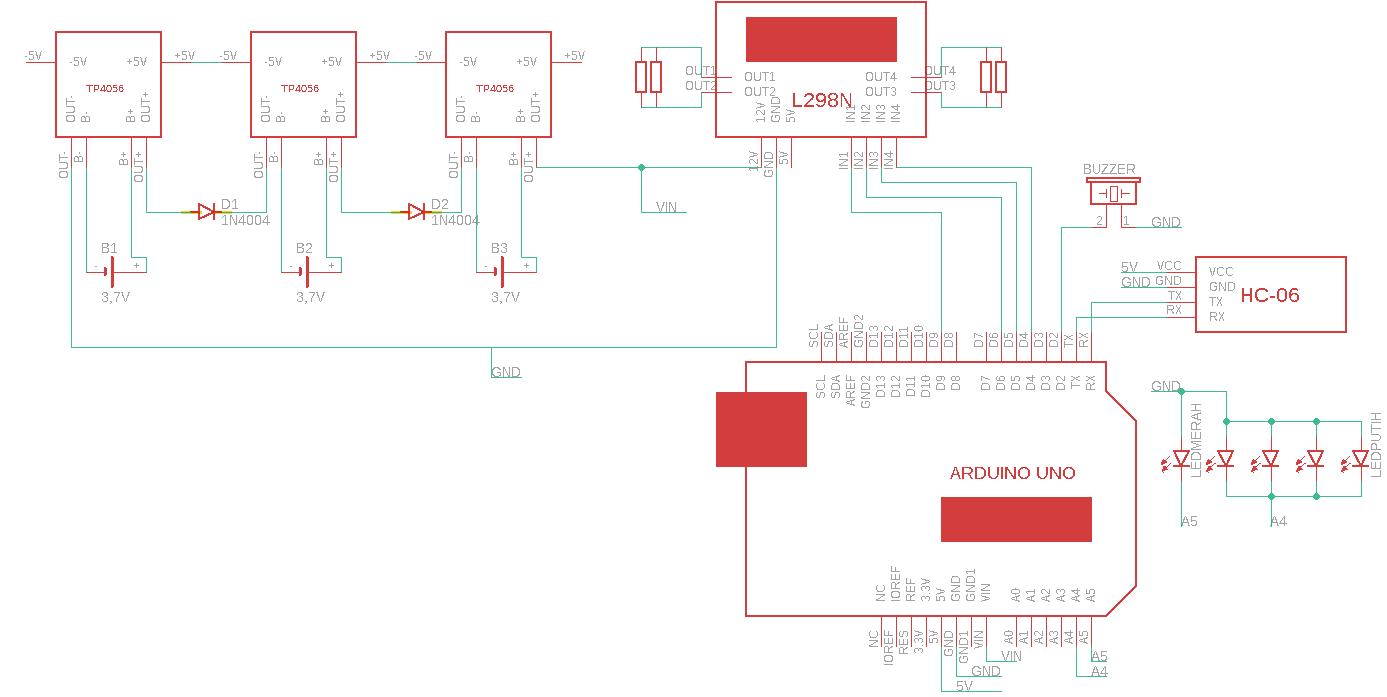 -5V
-5V
+5V
TP4056
OUT-
B-
B+
OUT+
OUT-
B-
B+
OUT+
+5V
-5V
-5V
+5V
TP4056
OUT-
B-
B+
OUT+
OUT-
B-
B+
OUT+
+5V
-5V
-5V
+5V
TP4056
OUT-
B-
B+
OUT+
OUT-
B-
B+
OUT+
+5V
D1
1N4004
D2
1N4004
B1
- +
3,7V
B2
- +
3,7V
B3
- +
3,7V
VIN
GND
OUT1
OUT2
OUT1
OUT2
OUT4
OUT3
OUT4
OUT3
L298N
12V
GND
5V
IN1
IN2
IN3
IN4
12V
GND
5V
IN1
IN2
IN3
IN4
BUZZER
2 1
GND
5V
GND
VCC
GND
TX
RX
VCC
GND
TX
RX
HC-06
SCL
SDA
AREF
GND2
D13
D12
D11
D10
D9
D8
D7
D6
D5
D4
D3
D2
TX
RX
SCL
SDA
AREF
GND2
D13
D12
D11
D10
D9
D8
D7
D6
D5
D4
D3
D2
TX
RX
ARDUINO UNO
NC
IOREF
REF
3.3V
5V
GND
GND1
VIN
A0
A1
A2
A3
A4
A5
NC
IOREF
RES
3.3V
5V
GND
GND1
VIN
A0
A1
A2
A3
A4
A5
VIN
GND
5V
A5
A4
GND
LEDMERAH
LEDPUTIH
A5
A4